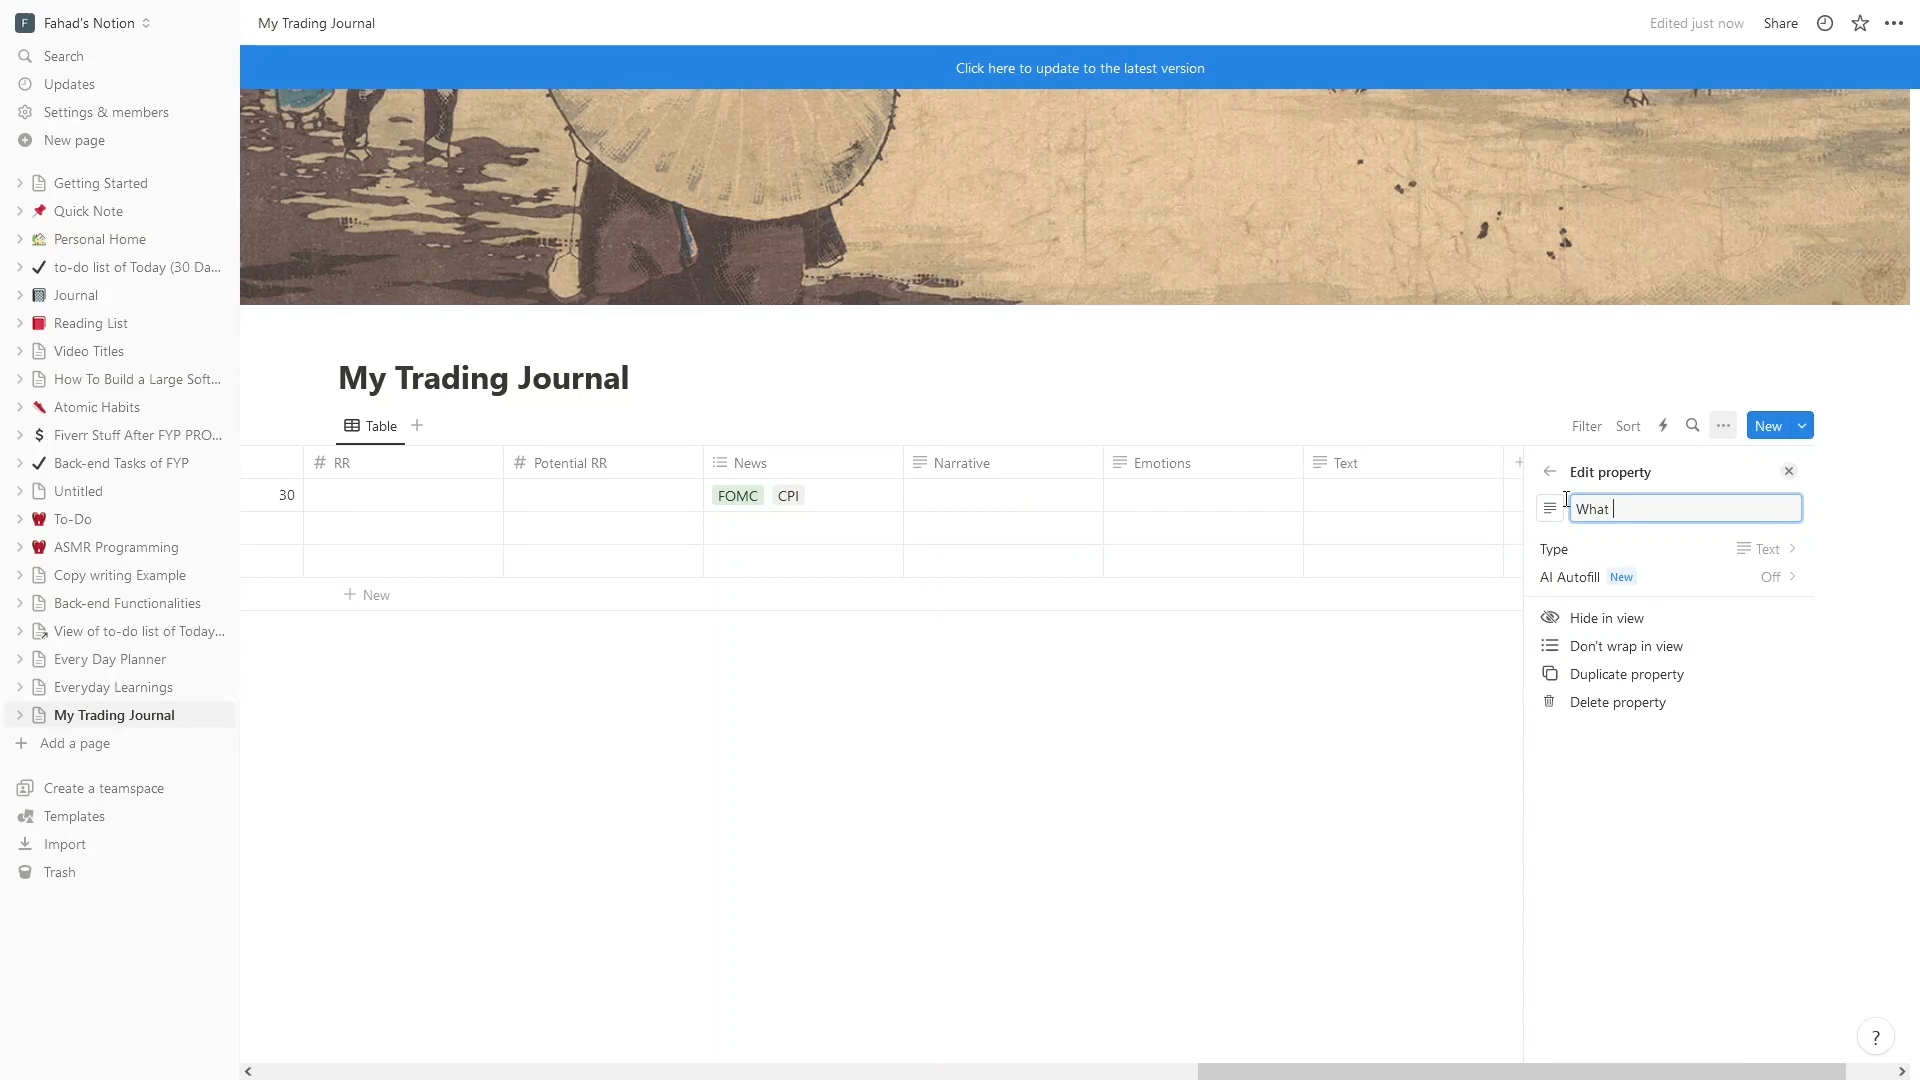 F Fahad's Notion
My Trading Journal
Edited just now
Share
Search
Updates
Settings & members
New page
Click here to update to the latest version
Getting Started
Quick Note
Personal Home
to-do list of Today (30 Da...
Journal
Reading List
Video Titles
How To Build a Large Soft...
Atomic Habits
$ Fiverr Stuff After FYP PRO...
Back-end Tasks of FYP
Untitled
To-Do
ASMR Programming
Copy writing Example
Back-end Functionalities
View of to-do list of Today...
Every Day Planner
Everyday Learnings
My Trading Journal
Add a page
Create a teamspace
Templates
Import
Trash
My Trading Journal
Table
Filter
Sort
New
# RR
# Potential RR
News
Narrative
Emotions
Text
30
FOMC CPI
New
Edit property
What
Type
Text
AI Autofill New
Off
Hide in view
Don't wrap in view
Duplicate property
Delete property
?